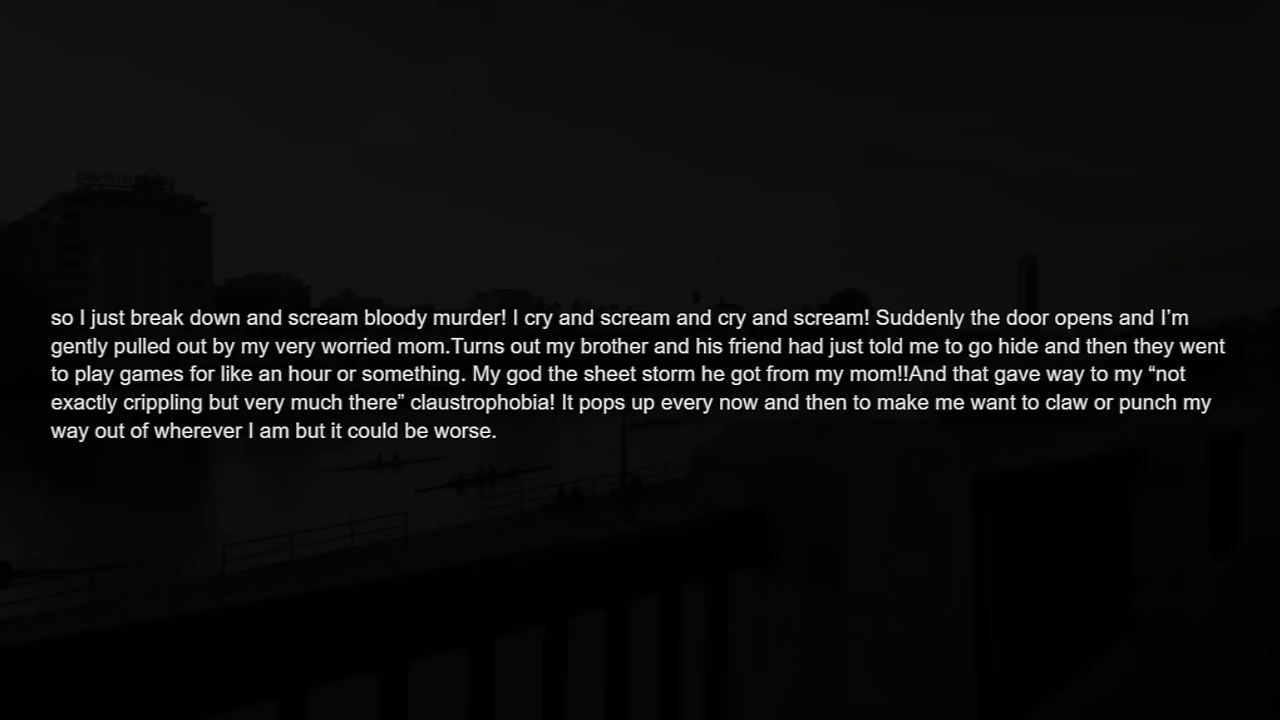 so I just break down and scream bloody murder! I cry and scream and cry and scream! Suddenly the door opens and I’m
gently pulled out by my very worried mom.Turns out my brother and his friend had just told me to go hide and then they went
to play games for like an hour or something. My god the sheet storm he got from my mom!!And that gave way to my “not
exactly crippling but very much there” claustrophobia! It pops up every now and then to make me want to claw or punch my
way out of wherever I am but it could be worse.